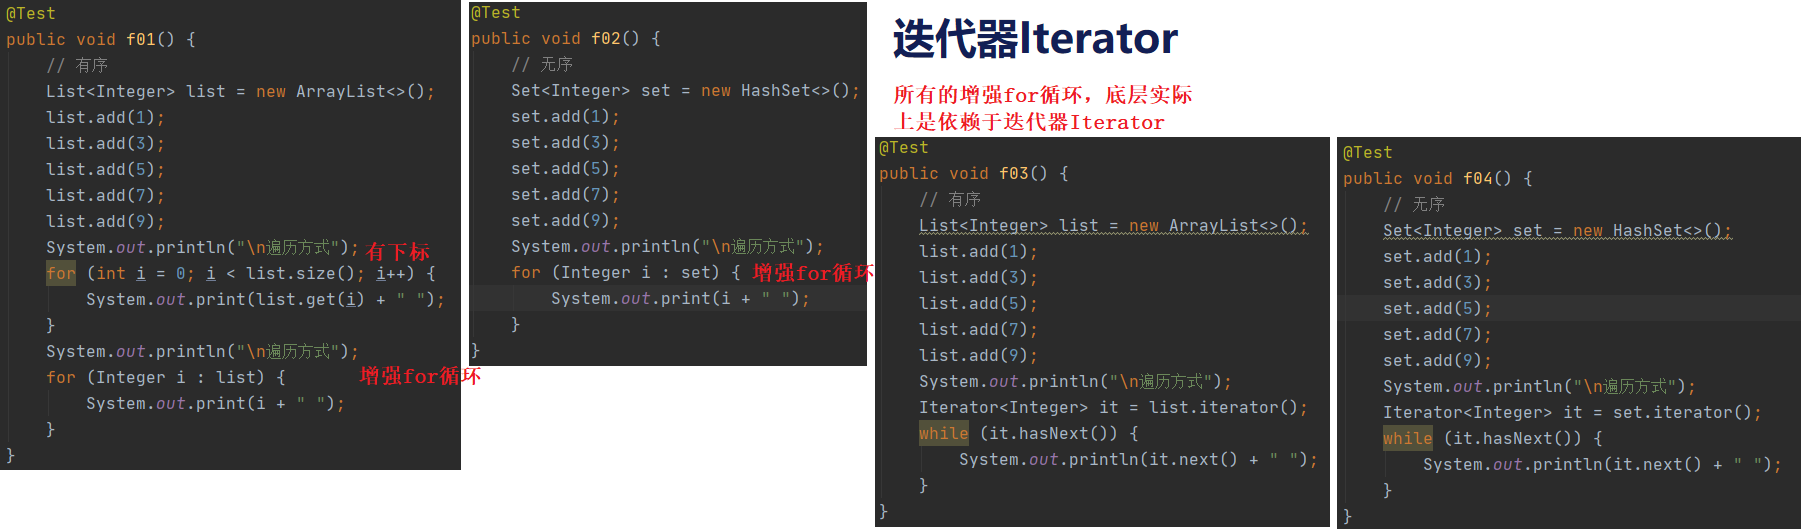 @Test
public void f01() {
// 有序
List<Integer> list = new ArrayList<>();
list.add(1);
list.add(3);
list.add(5);
list.add(7);
list.add(9);
System.out.println("\n遍历方式"); 有下标
for (int i = 0; i < list.size(); i++) {
System.out.print(list.get(i) + " ");
}
System.out.println("\n遍历方式");
for (Integer i : list) { 增强for循环
System.out.print(i + " ");
}
}
@Test
public void f02() {
// 无序
Set<Integer> set = new HashSet<>();
set.add(1);
set.add(3);
set.add(5);
set.add(7);
set.add(9);
System.out.println("\n遍历方式");
for (Integer i : set) { 增强for循环
System.out.print(i + " ");
}
}
迭代器Iterator
所有的增强for循环，底层实际
上是依赖于迭代器Iterator
@Test
public void f03() {
// 有序
List<Integer> list = new ArrayList<>();
list.add(1);
list.add(3);
list.add(5);
list.add(7);
list.add(9);
System.out.println("\n遍历方式");
Iterator<Integer> it = list.iterator();
while (it.hasNext()) {
System.out.println(it.next() + " ");
}
}
@Test
public void f04() {
// 无序
Set<Integer> set = new HashSet<>();
set.add(1);
set.add(3);
set.add(5);
set.add(7);
set.add(9);
System.out.println("\n遍历方式");
Iterator<Integer> it = set.iterator();
while (it.hasNext()) {
System.out.println(it.next() + " ");
}
}